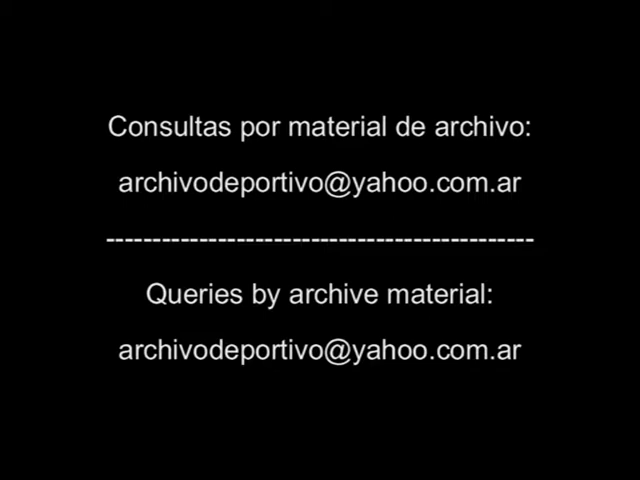 Consultas por material de archivo:
archivodeportivo@yahoo.com.ar
-----------------------------------------------
Queries by archive material:
archivodeportivo@yahoo.com.ar